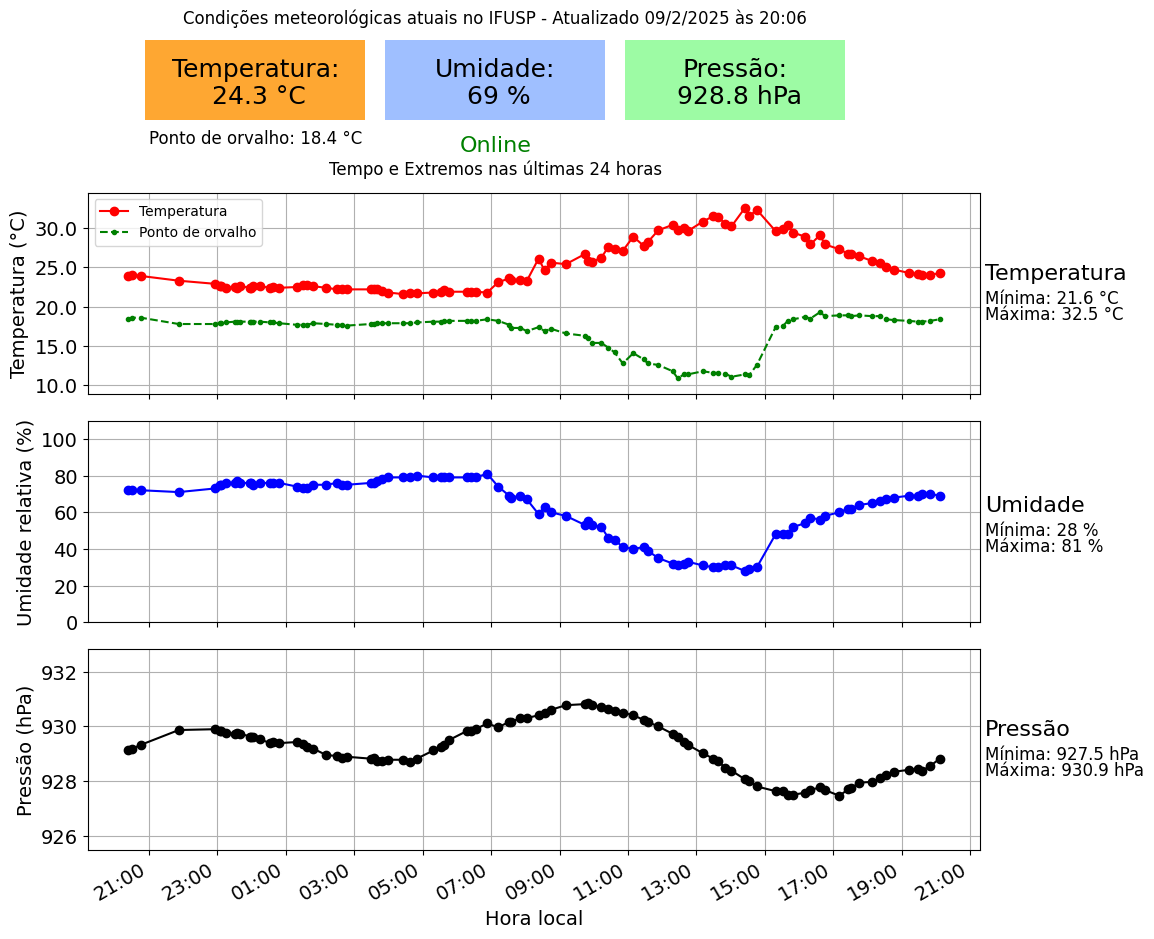 Condições meteorológicas atuais no IFUSP - Atualizado 09/2/2025 às 20:06
Temperatura:
24.3 °C
Umidade:
69 %
Pressão:
928.8 hPa
Ponto de orvalho: 18.4 °C
Online
Tempo e Extremos nas últimas 24 horas
Temperatura
Ponto de orvalho
Temperatura (°C)
30.0
25.0
20.0
15.0
10.0
Temperatura
Mínima: 21.6 °C
Máxima: 32.5 °C
Umidade relativa (%)
100
80
60
40
20
0
Umidade
Mínima: 28 %
Máxima: 81 %
Pressão (hPa)
932
930
928
926
Pressão
Mínima: 927.5 hPa
Máxima: 930.9 hPa
21:00 23:00 01:00 03:00 05:00 07:00 09:00 11:00 13:00 15:00 17:00 19:00 21:00
Hora local